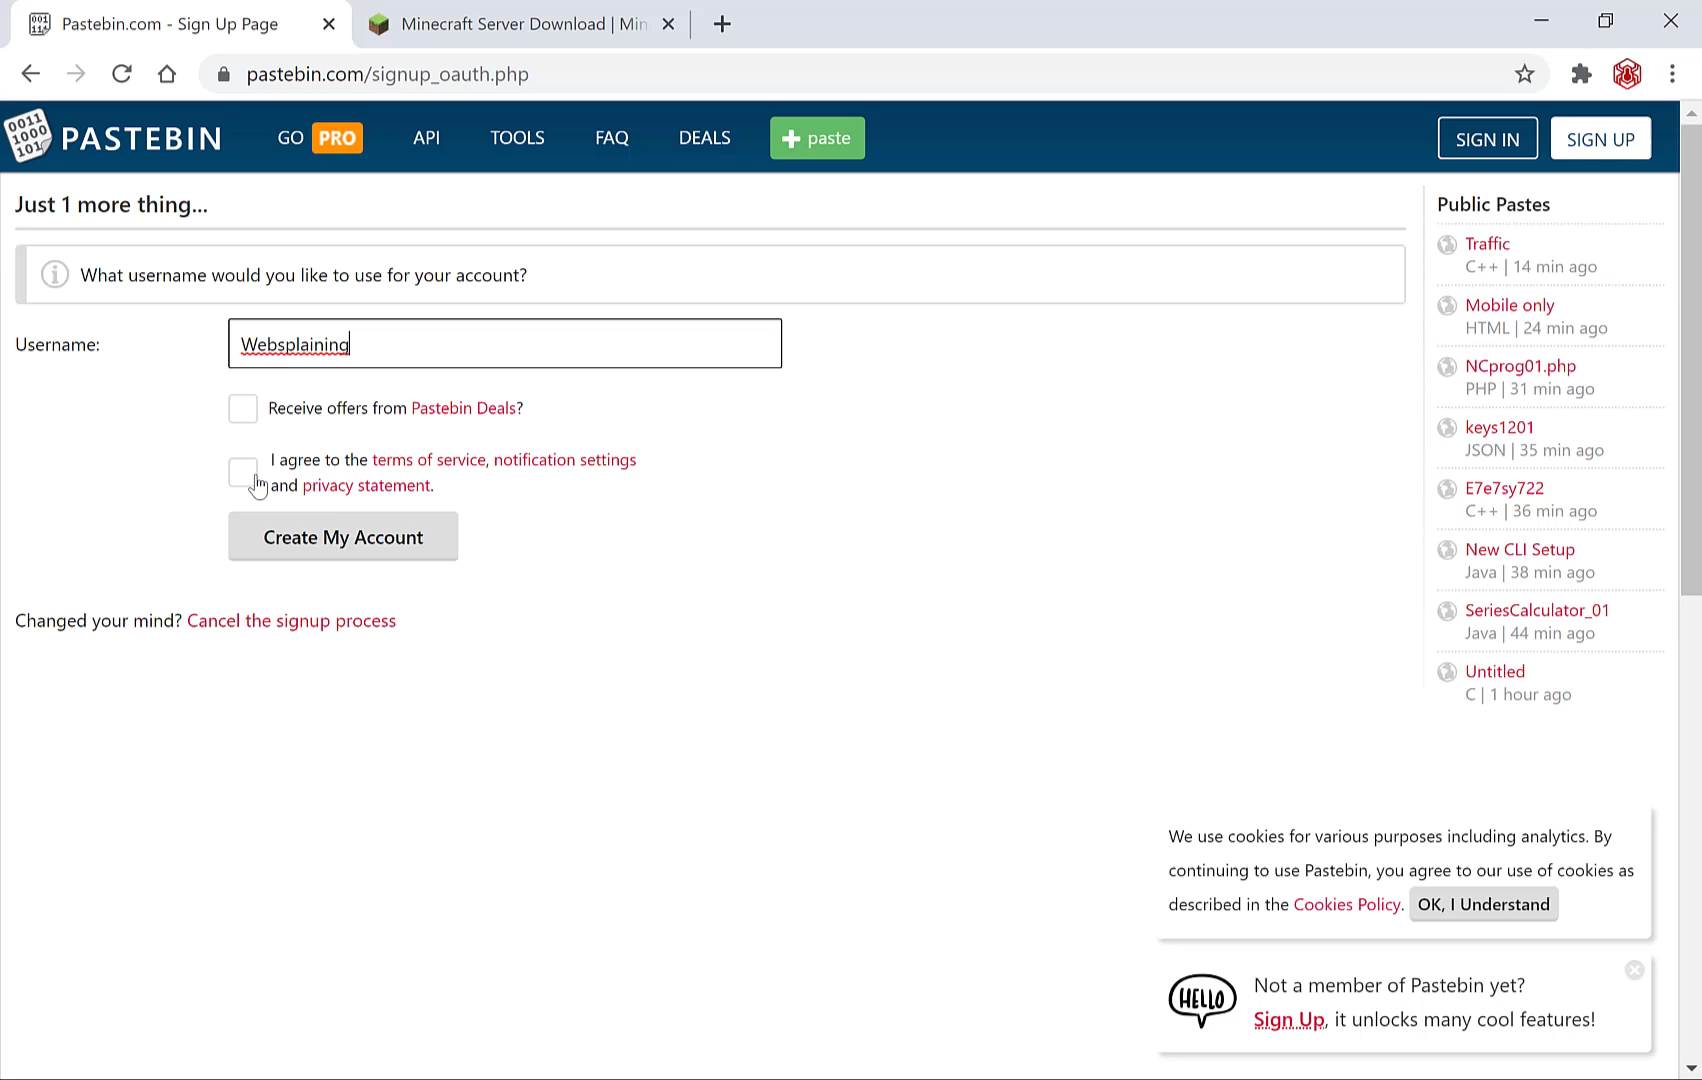 Pastebin.com - Sign Up Page
Minecraft Server Download | Min
pastebin.com/signup_oauth.php
0011
1000
101
PASTEBIN
GO PRO
API
TOOLS
FAQ
DEALS
paste
SIGN IN
SIGN UP
Just 1 more thing...
What username would you like to use for your account?
Username:
Websplaining
Receive offers from Pastebin Deals?
I agree to the terms of service, notification settings
and privacy statement.
Create My Account
Changed your mind? Cancel the signup process
Public Pastes
Traffic
C++ | 14 min ago
Mobile only
HTML | 24 min ago
NCprog01.php
PHP | 31 min ago
keys1201
JSON | 35 min ago
E7e7sy722
C++ | 36 min ago
New CLI Setup
Java | 38 min ago
SeriesCalculator_01
Java | 44 min ago
Untitled
C | 1 hour ago
We use cookies for various purposes including analytics. By
continuing to use Pastebin, you agree to our use of cookies as
described in the Cookies Policy. OK, I Understand
HELLO
Not a member of Pastebin yet?
Sign Up, it unlocks many cool features!